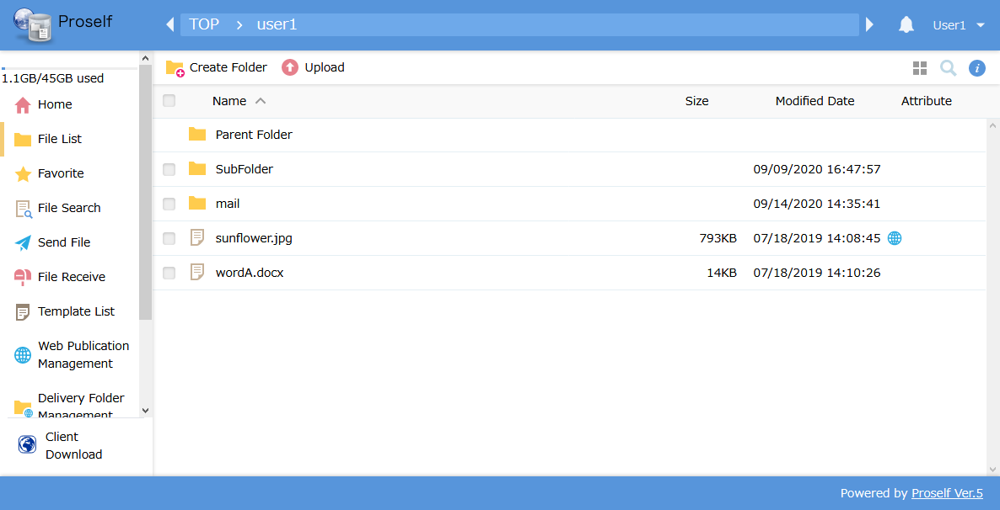 Proself
TOP > user1
User1
1.1GB/45GB used
Home
File List
Favorite
File Search
Send File
File Receive
Template List
Web Publication
Management
Delivery Folder
Management
Client
Download
Create Folder
Upload
Name Size Modified Date Attribute
Parent Folder
SubFolder 09/09/2020 16:47:57
mail 09/14/2020 14:35:41
sunflower.jpg 793KB 07/18/2019 14:08:45
wordA.docx 14KB 07/18/2019 14:10:26
Powered by Proself Ver.5